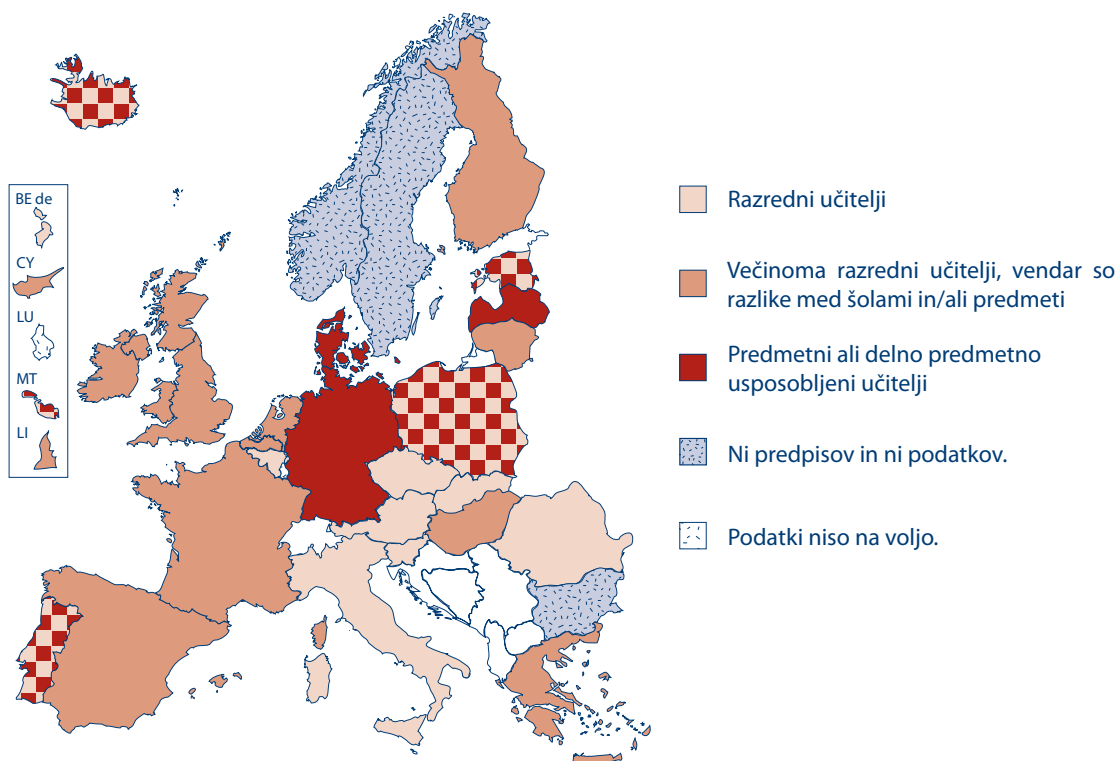 BE de
CY
LU
MT
LI
Razredni učitelji
Večinoma razredni učitelji, vendar so
razlike med šolami in/ali predmeti
Predmetni ali delno predmetno
usposobljeni učitelji
Ni predpisov in ni podatkov.
Podatki niso na voljo.